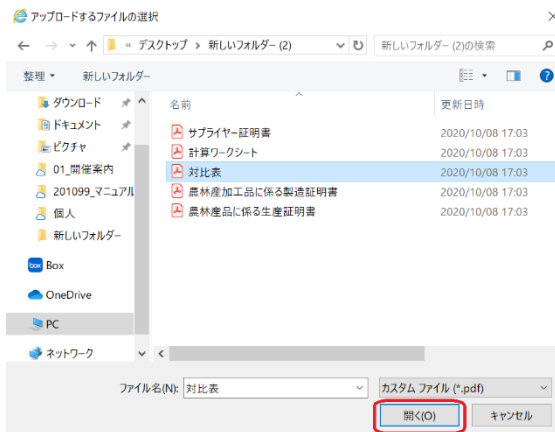 アップロードするファイルの選択
« デスクトップ › 新しいフォルダー (2)
新しいフォルダー (2)の検索
整理
新しいフォルダー
名前
更新日時
ダウンロード
ドキュメント
ピクチャ
01_開催案内
201099_マニュアル
個人
新しいフォルダー
box Box
OneDrive
PC
ネットワーク
サプライヤー証明書 2020/10/08 17:03
計算ワークシート 2020/10/08 17:03
対比表 2020/10/08 17:03
農林産加工品に係る製造証明書 2020/10/08 17:03
農林産品に係る生産証明書 2020/10/08 17:03
ファイル名(N): 対比表
カスタム ファイル (*.pdf)
開く(O)
キャンセル